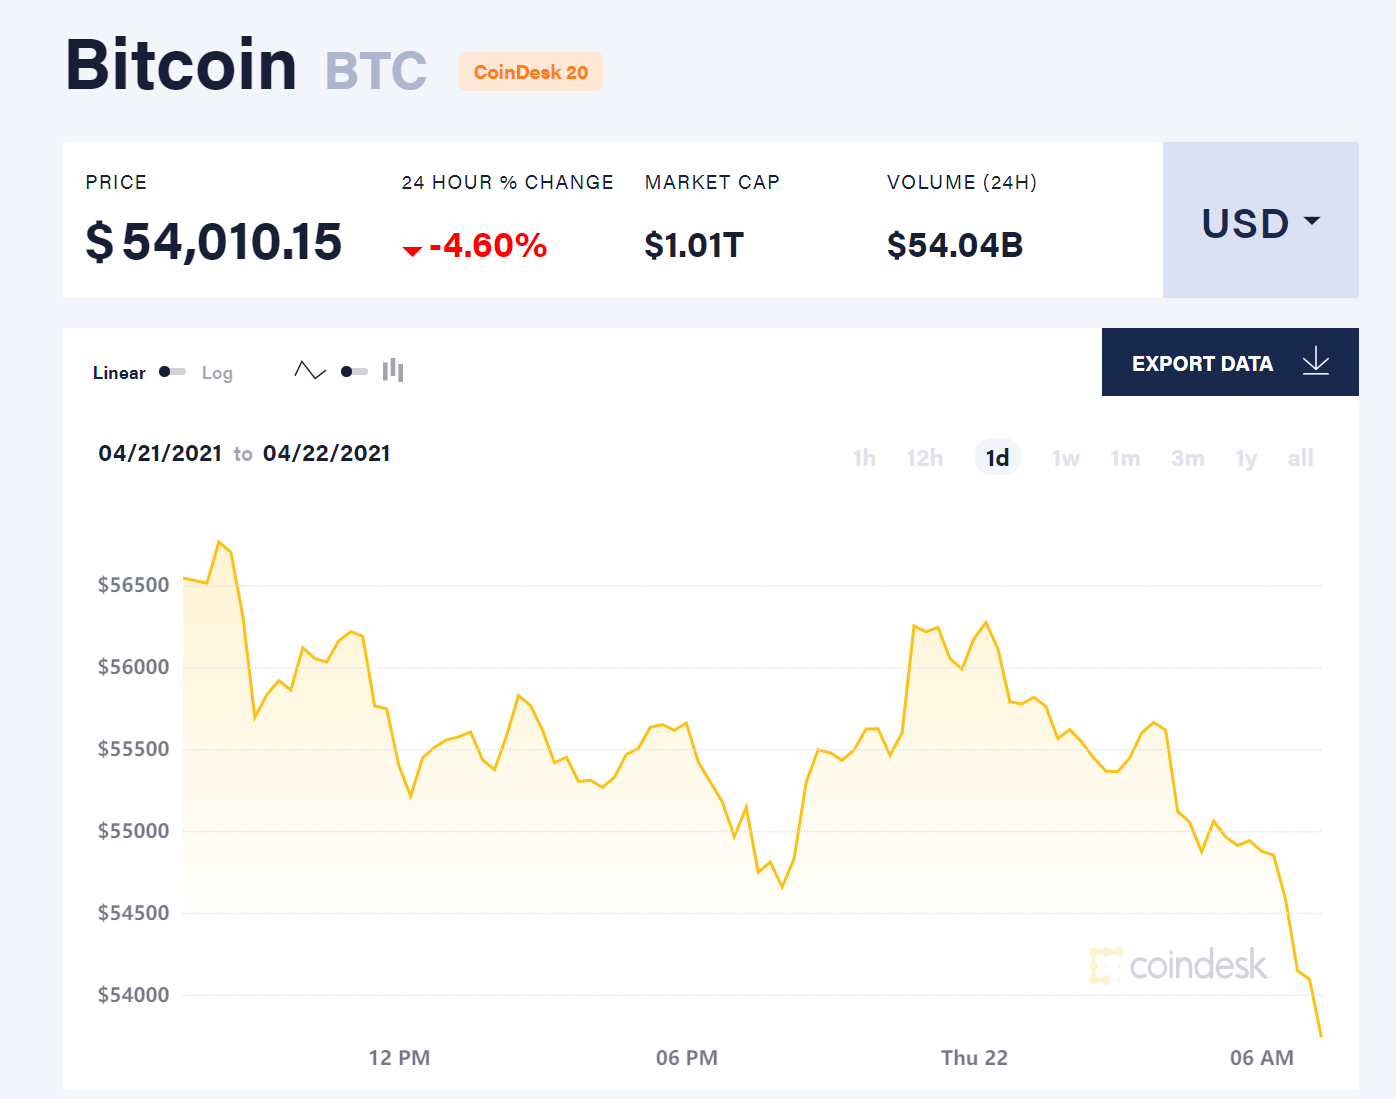 Bitcoin BTC CoinDesk 20
PRICE 24 HOUR % CHANGE MARKET CAP VOLUME (24H)
$54,010.15 -4.60% $1.01T $54.04B USD
Linear Log EXPORT DATA
04/21/2021 to 04/22/2021 1h 12h 1d 1w 1m 3m 1y all
$56500
$56000
$55500
$55000
$54500
coindesk
$54000
12 PM 06 PM Thu 22 06 AM